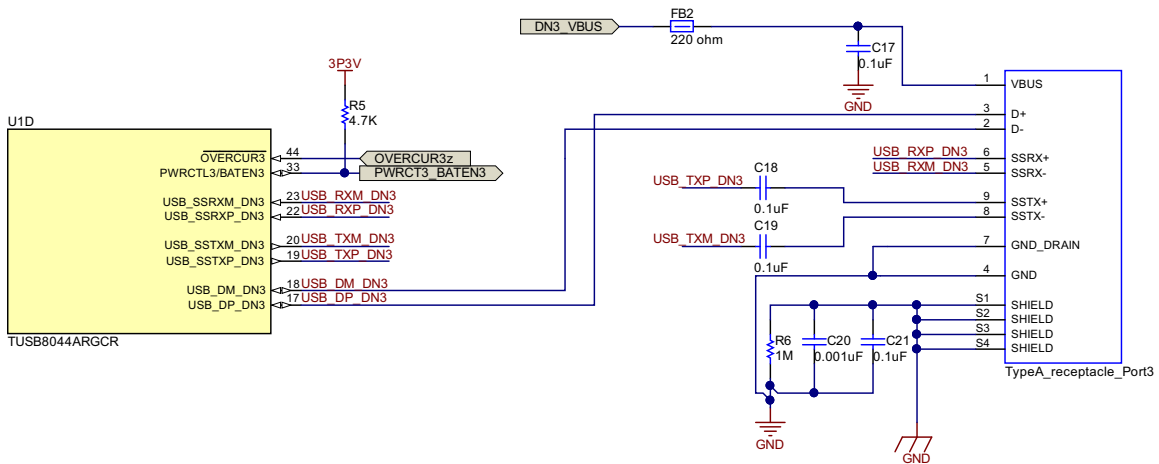 DN3_VBUS
FB2
220 ohm
C17
0.1uF
GND
3P3V
R5
4.7K
U1D
OVERCUR3
44
OVERCUR3z
PWRCTL3/BATEN3
33
PWRCT3_BATEN3
USB_SSRXM_DN3
23
USB_RXM_DN3
USB_SSRXP_DN3
22
USB_RXP_DN3
USB_SSTXM_DN3
20
USB_TXM_DN3
USB_SSTXP_DN3
19
USB_TXP_DN3
USB_DM_DN3
18
USB_DM_DN3
USB_DP_DN3
17
USB_DP_DN3
TUSB8044ARGCR
1
VBUS
3
D+
2
D-
USB_RXP_DN3
6
SSRX+
USB_RXM_DN3
5
SSRX-
USB_TXP_DN3
C18
0.1uF
9
SSTX+
8
SSTX-
USB_TXM_DN3
C19
0.1uF
7
GND_DRAIN
4
GND
S1
SHIELD
S2
SHIELD
S3
SHIELD
S4
SHIELD
R6
1M
C20
0.001uF
C21
0.1uF
TypeA_receptacle_Port3
GND
GND